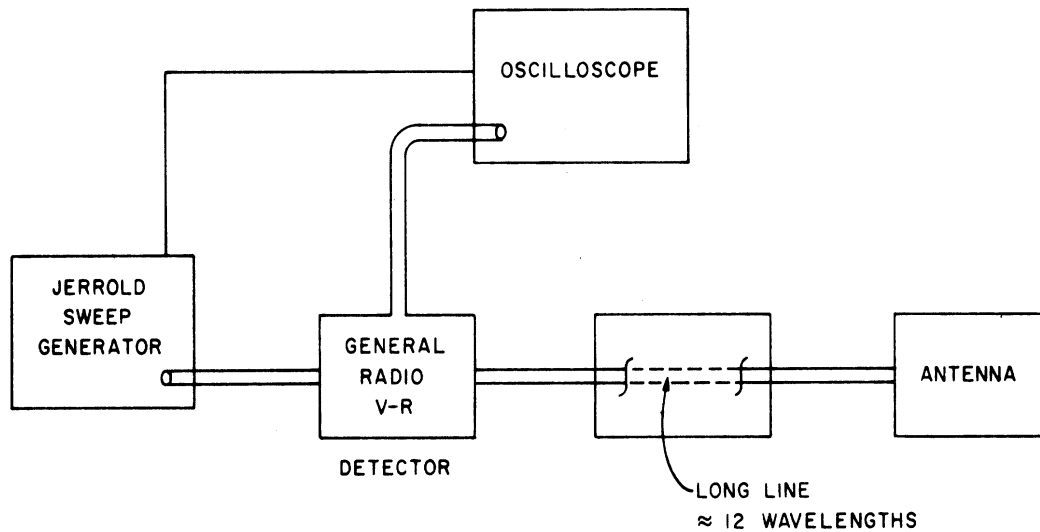 OSCILLOSCOPE
JERROLD
SWEEP
GENERATOR
GENERAL
RADIO
V-R
DETECTOR
ANTENNA
LONG LINE
≈ 12 WAVELENGTHS